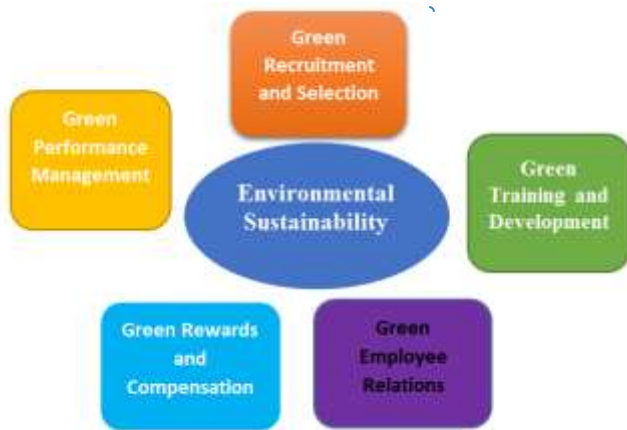 Green
Recruitment
and Selection
Green
Performance
Management
Environmental
Sustainability
Green
Training and
Development
Green Rewards
and
Compensation
Green
Employee
Relations